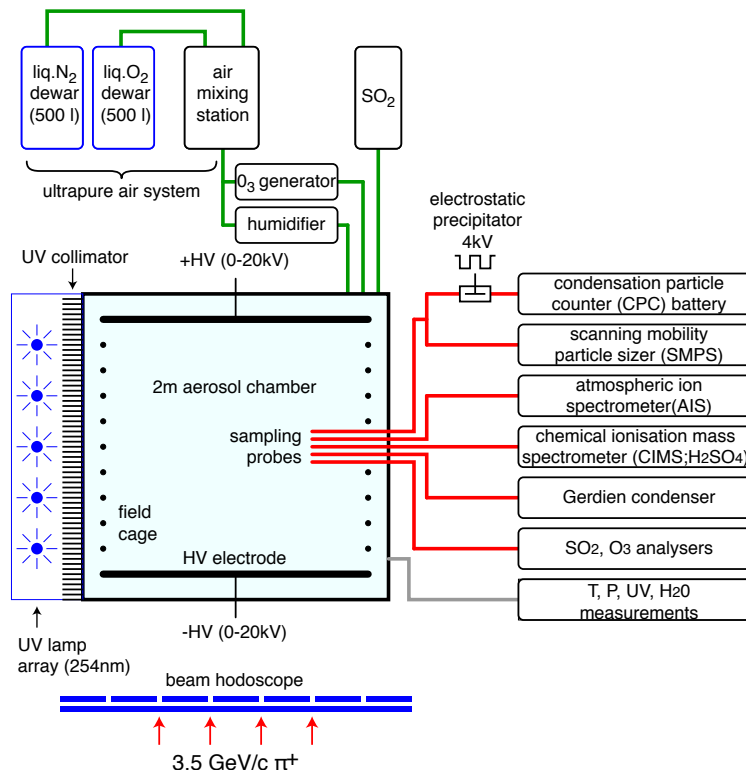 liq.N2
dewar
(500 l)
liq.O2
dewar
(500 l)
air
mixing
station
SO2
ultrapure air system
O3 generator
humidifier
electrostatic
precipitator
4kV
UV collimator
+HV (0-20kV)
condensation particle
counter (CPC) battery
scanning mobility
particle sizer (SMPS)
2m aerosol chamber
atmospheric ion
spectrometer(AIS)
sampling
probes
chemical ionisation mass
spectrometer (CIMS;H2SO4)
Gerdien condenser
field
cage
SO2, O3 analysers
HV electrode
T, P, UV, H20
measurements
-HV (0-20kV)
UV lamp
array (254nm)
beam hodoscope
3.5 GeV/c π+